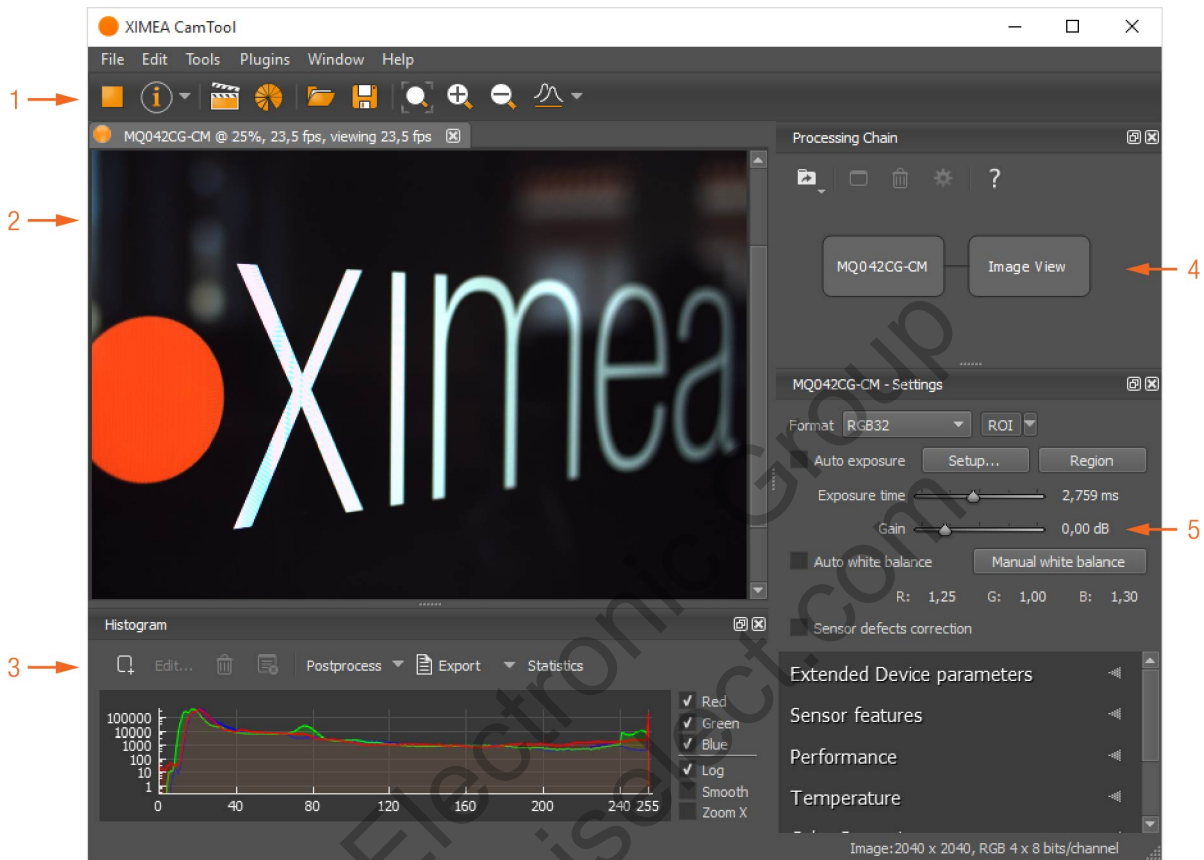 XIMEA CamTool
File Edit Tools Plugins Window Help
1
MQ042CG-CM @ 25%, 23,5 fps, viewing 23,5 fps
2
ximea
Processing Chain
?
MQ042CG-CM Image View
4
MQ042CG-CM - Settings
Format RGB32 ROI
Auto exposure Setup... Region
Exposure time 2,759 ms
Gain 0,00 dB
5
Auto white balance Manual white balance
R: 1,25 G: 1,00 B: 1,30
Sensor defects correction
Histogram
3
Edit... Postprocess Export Statistics
100000
10000
1000
100
10
1
0 40 80 120 160 200 240 255
Red
Green
Blue
Log
Smooth
Zoom X
Extended Device parameters
Sensor features
Performance
Temperature
Image:2040 x 2040, RGB 4 x 8 bits/channel
Electronic Group
iselect.com